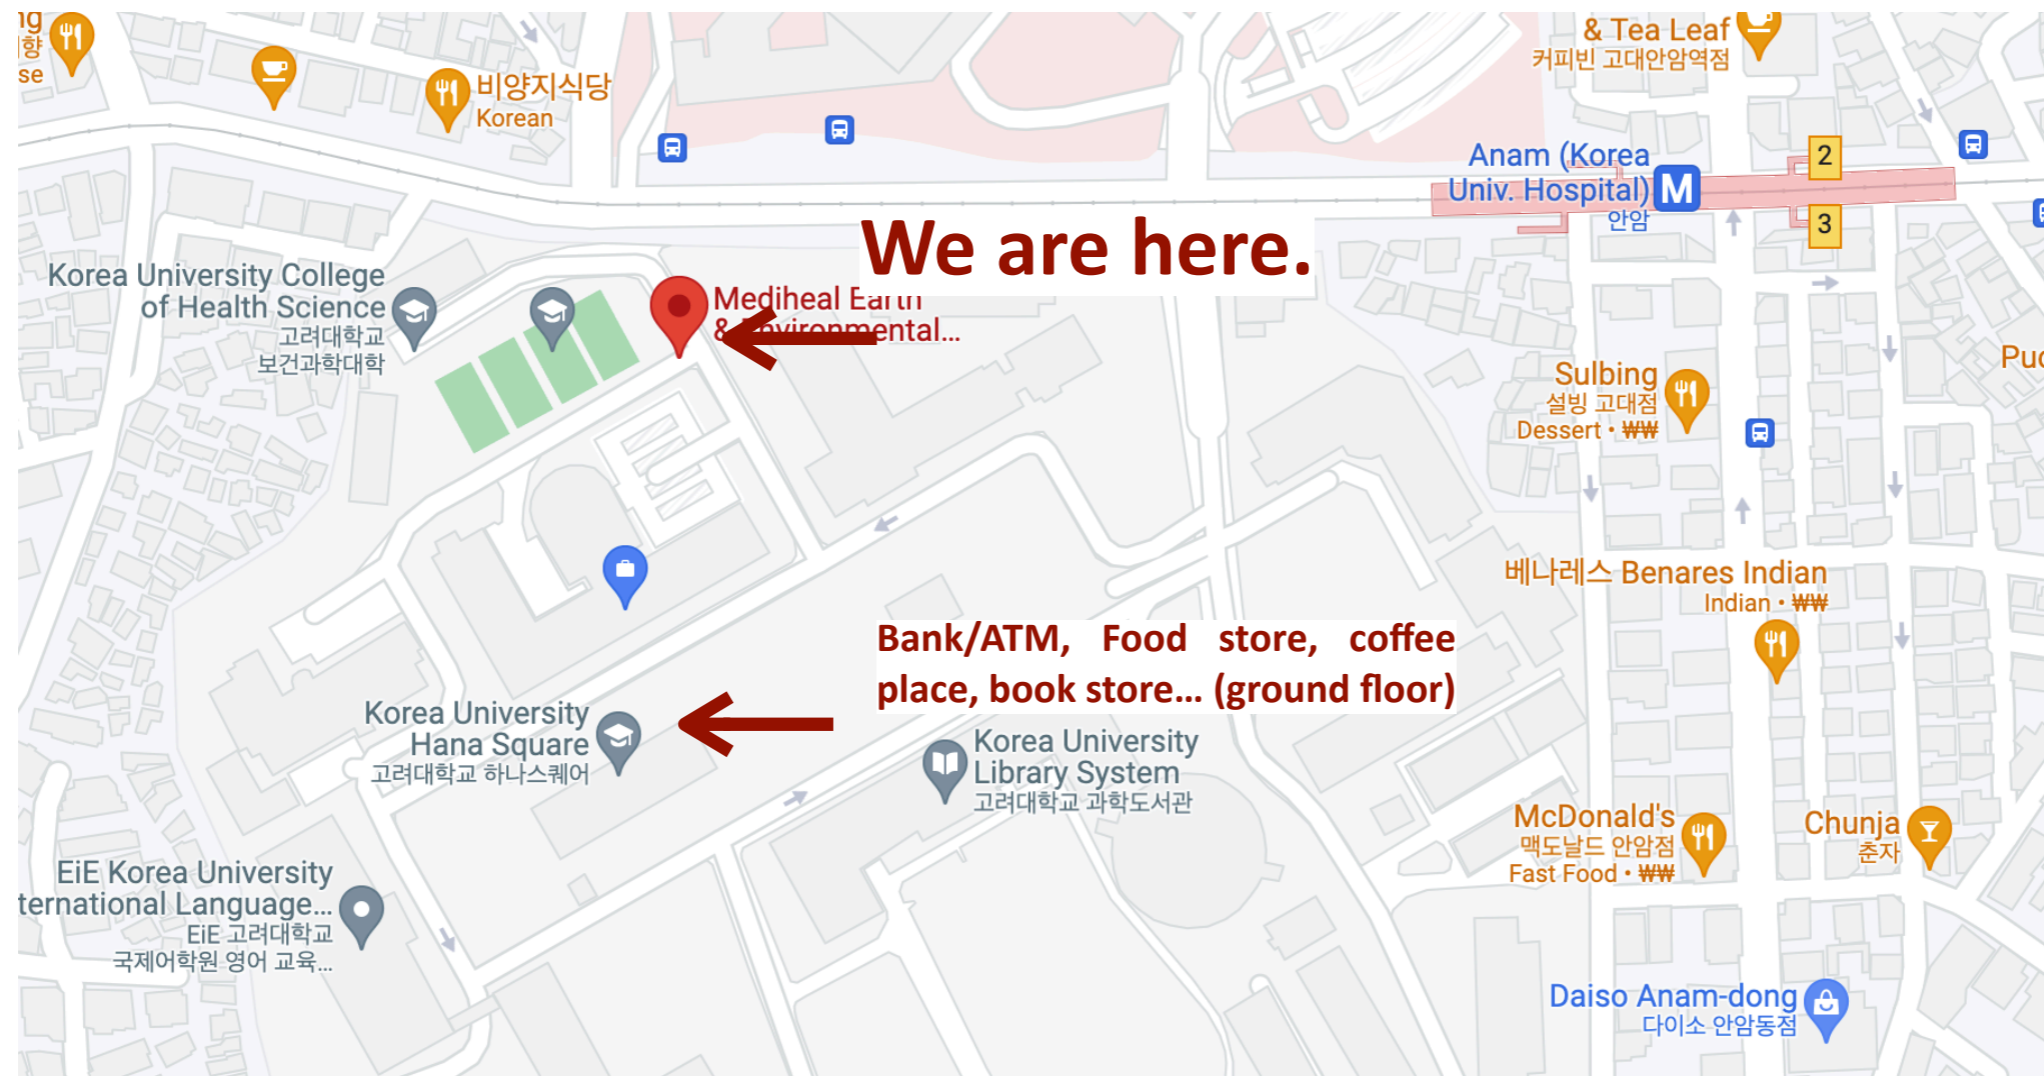 ng
향
se
비양지식당
Korean
& Tea Leaf
커피빈 고대안암역점
Anam (Korea
Univ. Hospital)
안암
M
2
3
We are here.
Korea University College
of Health Science
고려대학교
보건과학대학
Mediheal Earth
& Environmental...
Sulbing
설빙 고대점
Dessert • ₩₩
Puc
베나레스 Benares Indian
Indian • ₩₩
Bank/ATM, Food store, coffee
place, book store... (ground floor)
Korea University
Hana Square
고려대학교 하나스퀘어
Korea University
Library System
고려대학교 과학도서관
McDonald's
맥도날드 안암점
Fast Food • ₩₩
Chunja
춘자
EiE Korea University
ternational Language...
EiE 고려대학교
국제어학원 영어 교육...
Daiso Anam-dong
다이소 안암동점